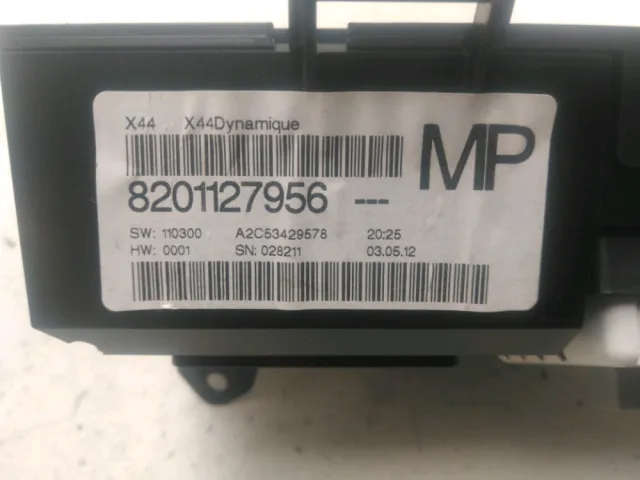 X44 X44Dynamique
MP
8201127956 ---
SW: 110300 A2C53429578 20:25
HW: 0001 SN: 028211 03.05.12